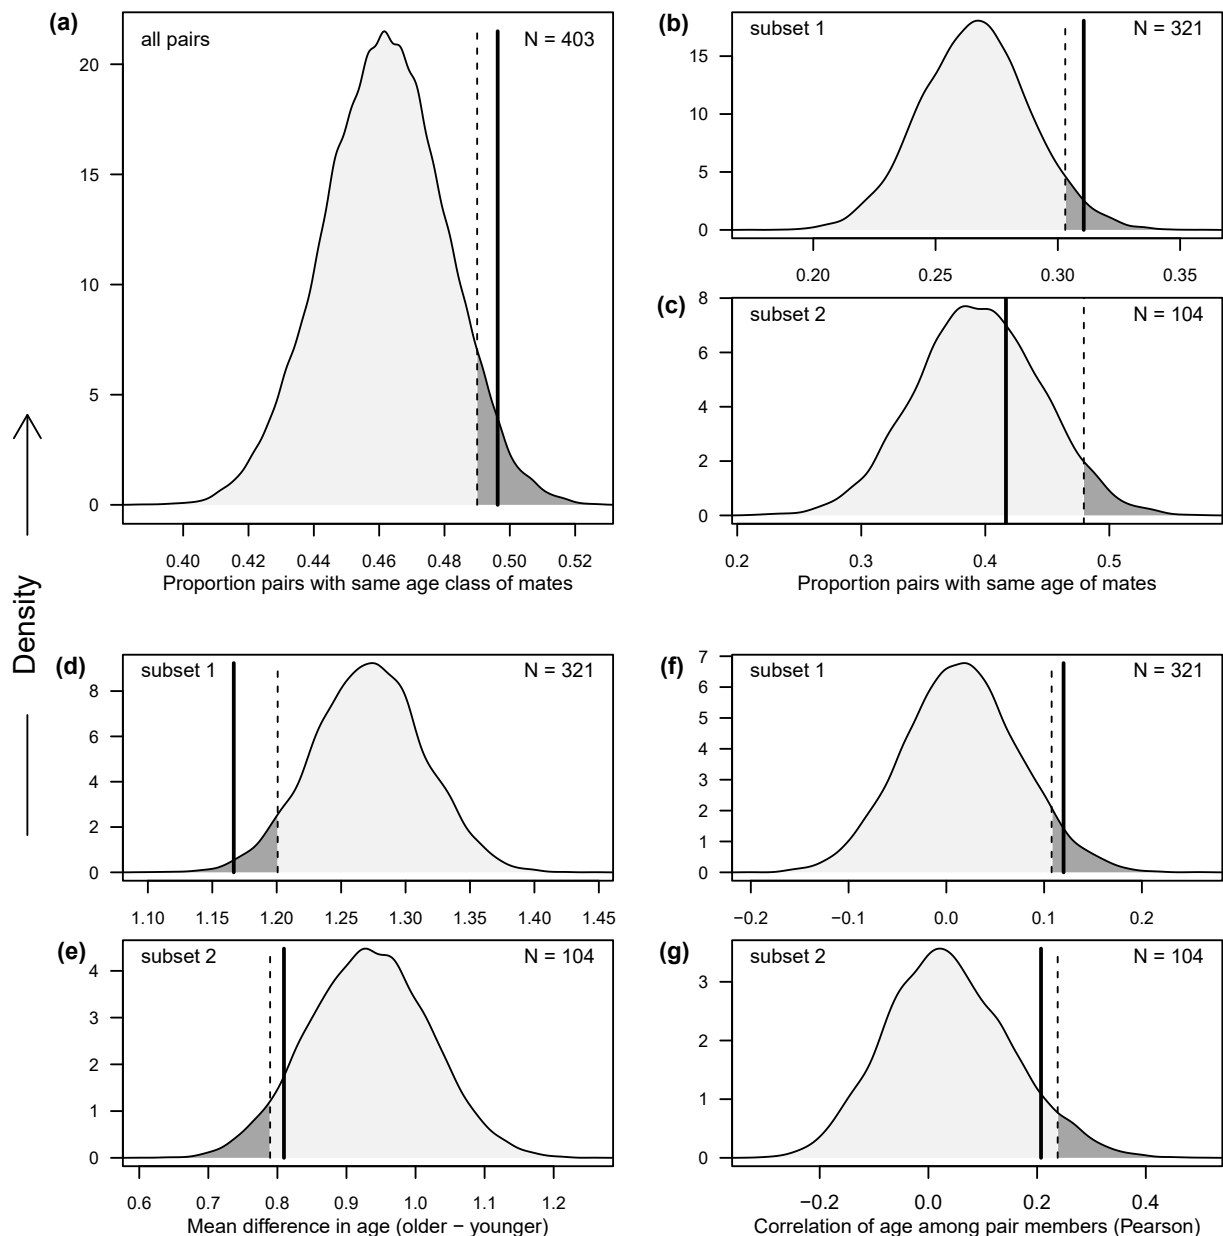 (a)
all pairs
N = 403
20
15
10
5
0
0.40 0.42 0.44 0.46 0.48 0.50 0.52
Proportion pairs with same age class of mates
(b)
subset 1
N = 321
15
10
5
0
0.20 0.25 0.30 0.35
(c)
subset 2
N = 104
8
6
4
2
0
0.2 0.3 0.4 0.5
Proportion pairs with same age of mates
Density
(d)
subset 1
N = 321
8
6
4
2
0
1.10 1.15 1.20 1.25 1.30 1.35 1.40 1.45
(e)
subset 2
N = 104
4
3
2
1
0
0.6 0.7 0.8 0.9 1.0 1.1 1.2
Mean difference in age (older − younger)
(f)
subset 1
N = 321
7
6
5
4
3
2
1
0
−0.2 −0.1 0.0 0.1 0.2
(g)
subset 2
N = 104
3
2
1
0
−0.2 0.0 0.2 0.4
Correlation of age among pair members (Pearson)